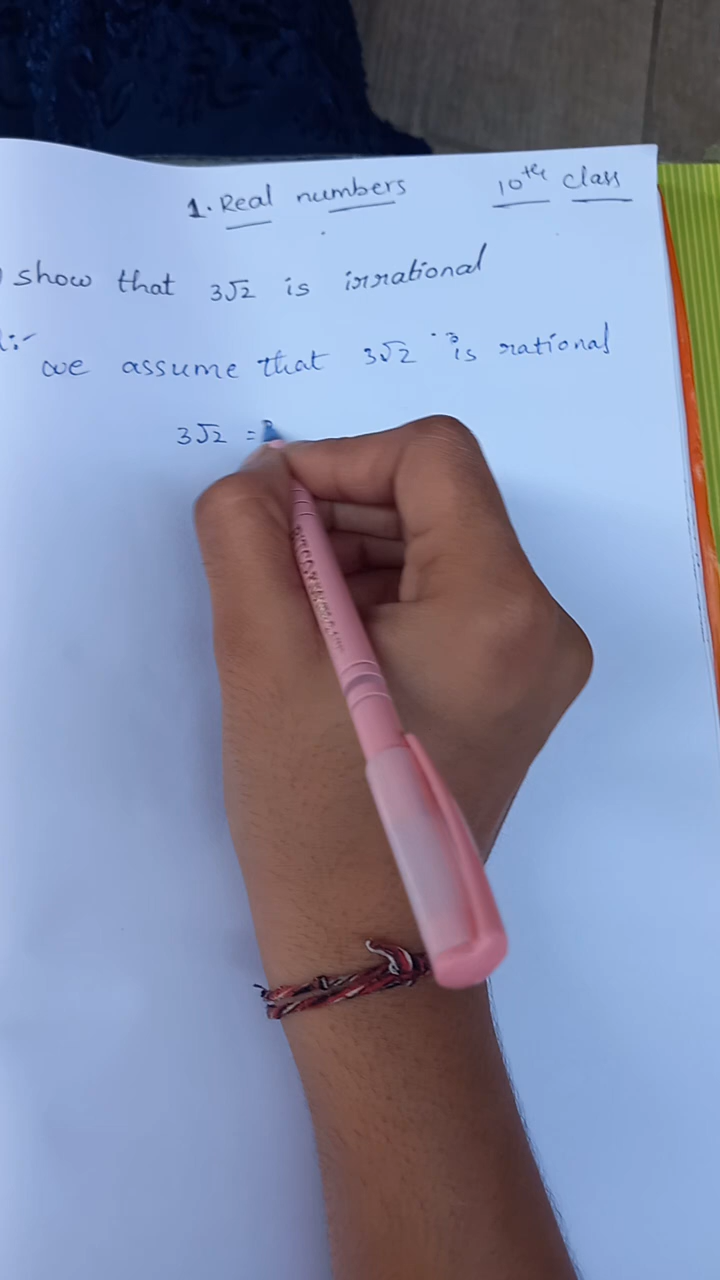 1. Real numbers 10th class
show that 3√2 is irrational
we assume that 3√2 is rational
3√2 =